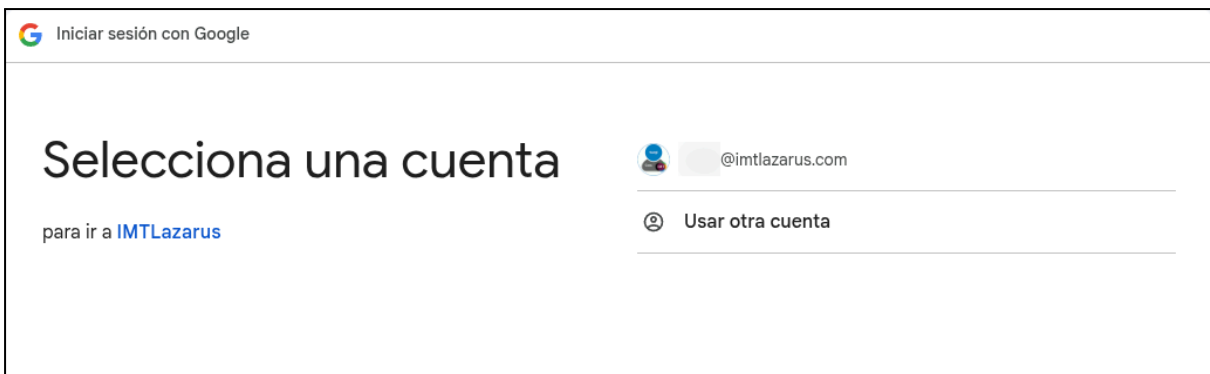 Iniciar sesión con Google
Selecciona una cuenta
para ir a IMTLazarus
@imtlazarus.com
Usar otra cuenta